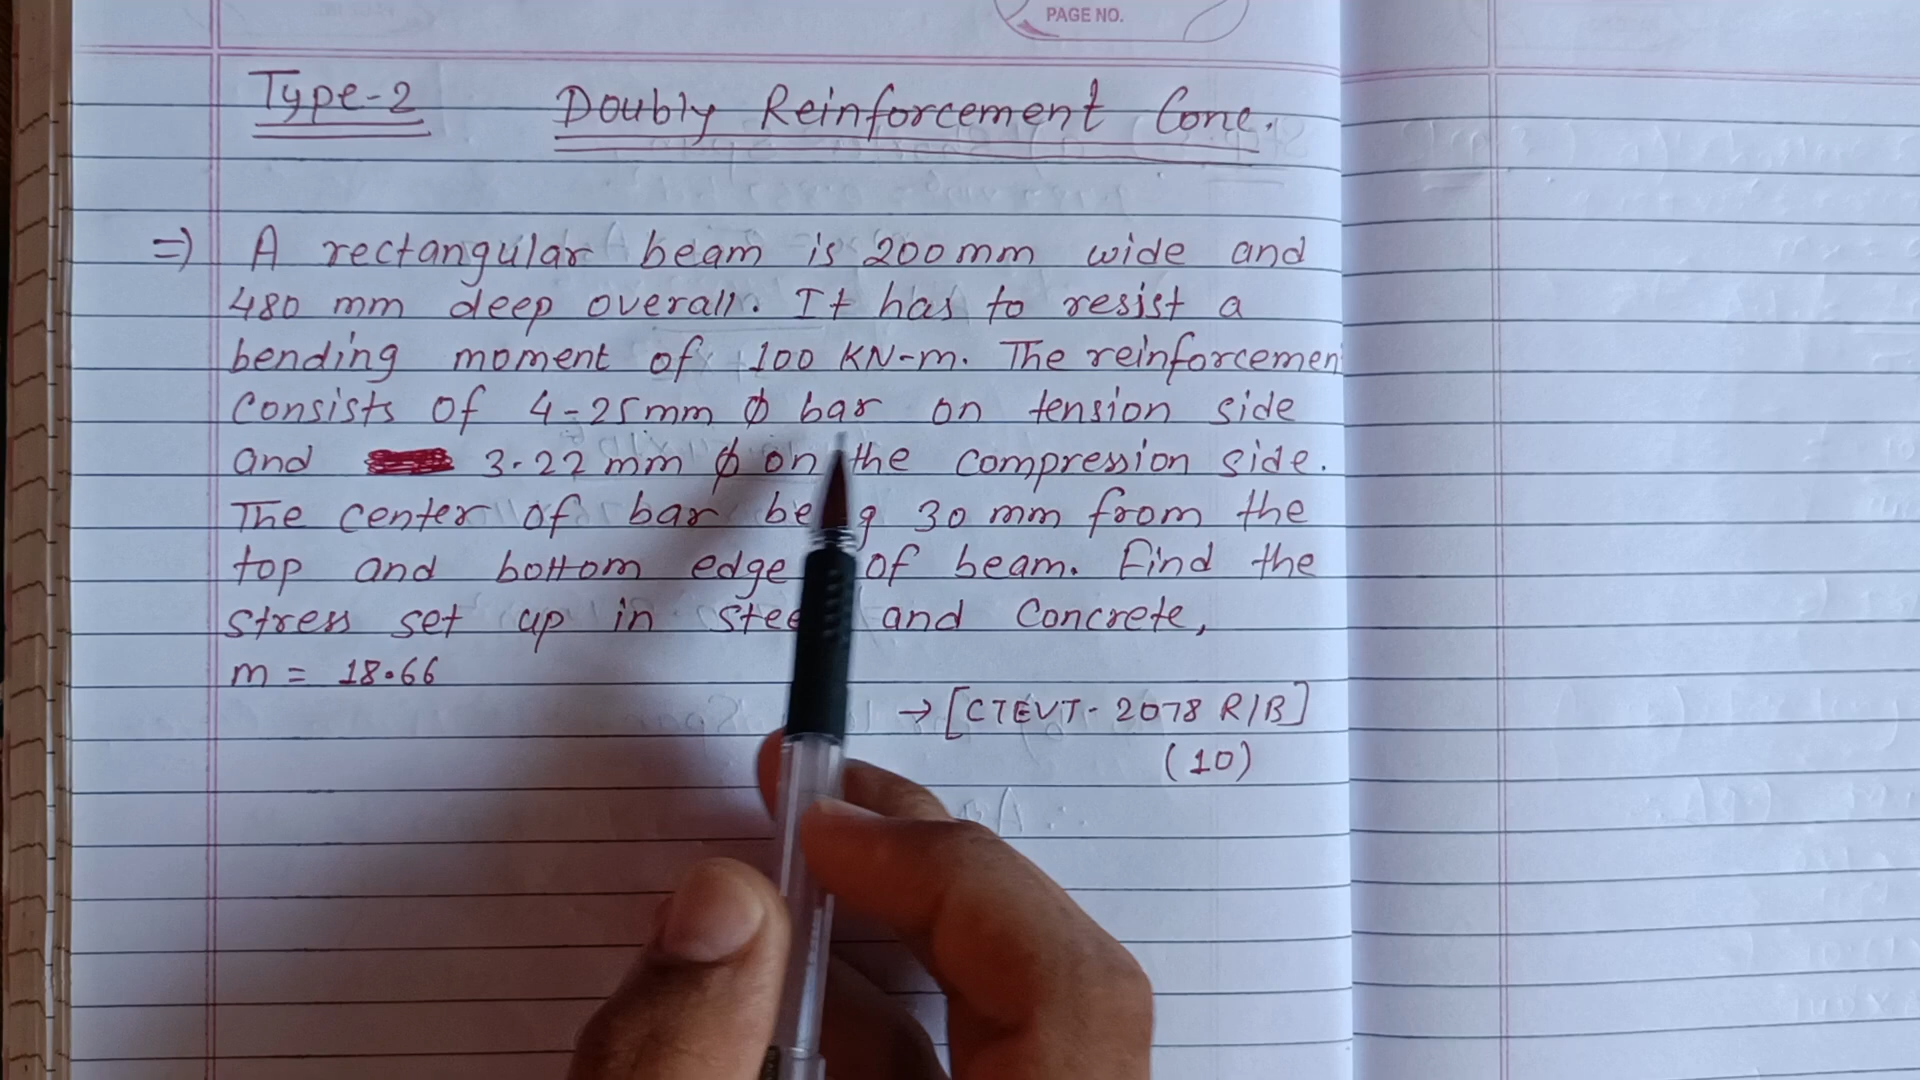 PAGE NO.
Type-2 Doubly Reinforcement Conc.
=) A rectangular beam is 200mm wide and
480 mm deep overall. It has to resist a
bending moment of 100 KN-m. The reinforcemen
Consists of 4-25mm ϕ bar on tension side
and 3-22 mm ϕ on the compression side.
The center of bar 30 mm from the
top and bottom edge of beam. Find the
stress set up in and Concrete,
m = 18.66
→ [CTEVT- 2078 R/B]
(10)